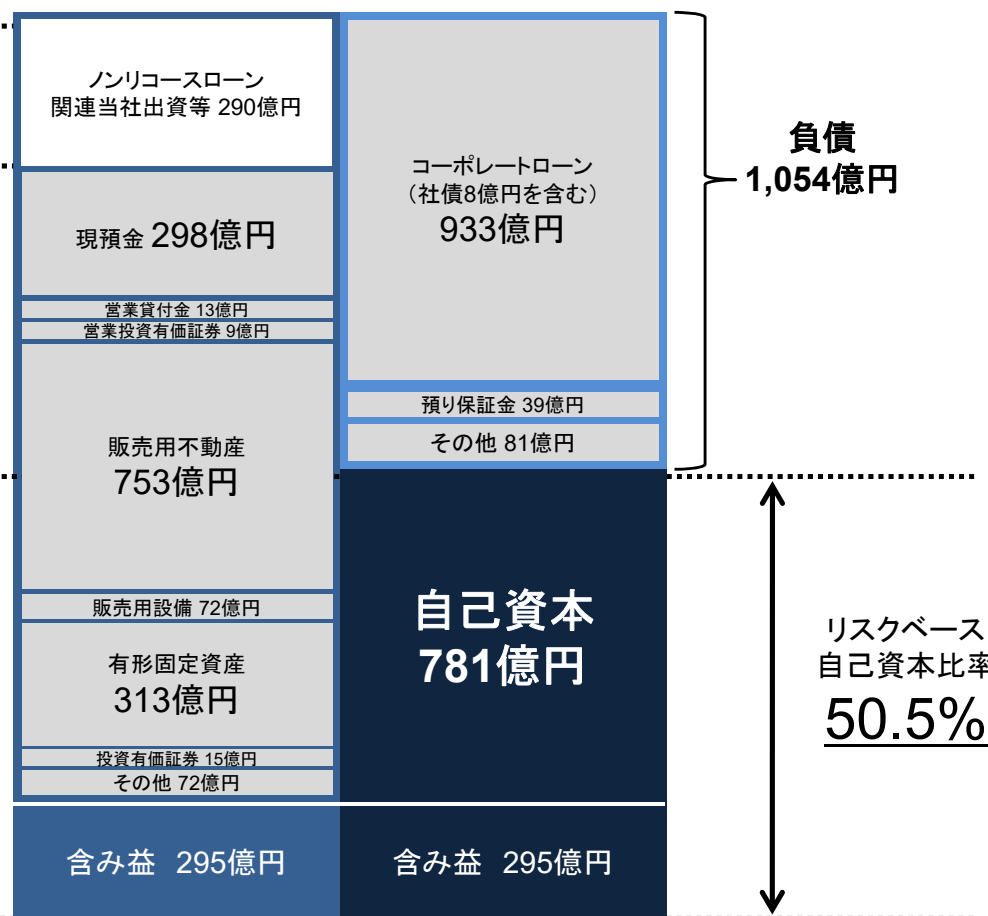 ノンリコースローン
関連当社出資等 290億円
現預金 298億円
営業貸付金 13億円
営業投資有価証券 9億円
販売用不動産
753億円
販売用設備 72億円
有形固定資産
313億円
投資有価証券 15億円
その他 72億円
含み益 295億円
コーポレートローン
（社債8億円を含む）
933億円
預り保証金 39億円
その他 81億円
自己資本
781億円
含み益 295億円
負債
1,054億円
リスクベース
自己資本比率
50.5%